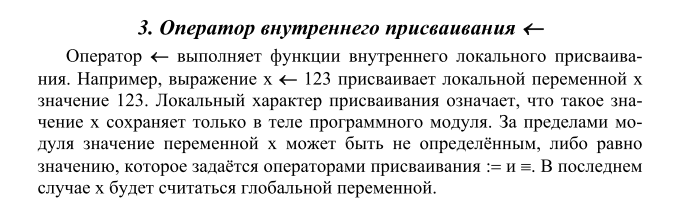 3. Оператор внутреннего присваивания ←
Оператор ← выполняет функции внутреннего локального присваива-
ния. Например, выражение x ← 123 присваивает локальной переменной x
значение 123. Локальный характер присваивания означает, что такое зна-
чение x сохраняет только в теле программного модуля. За пределами мо-
дуля значение переменной x может быть не определённым, либо равно
значению, которое задаётся операторами присваивания := и ≡. В последнем
случае x будет считаться глобальной переменной.